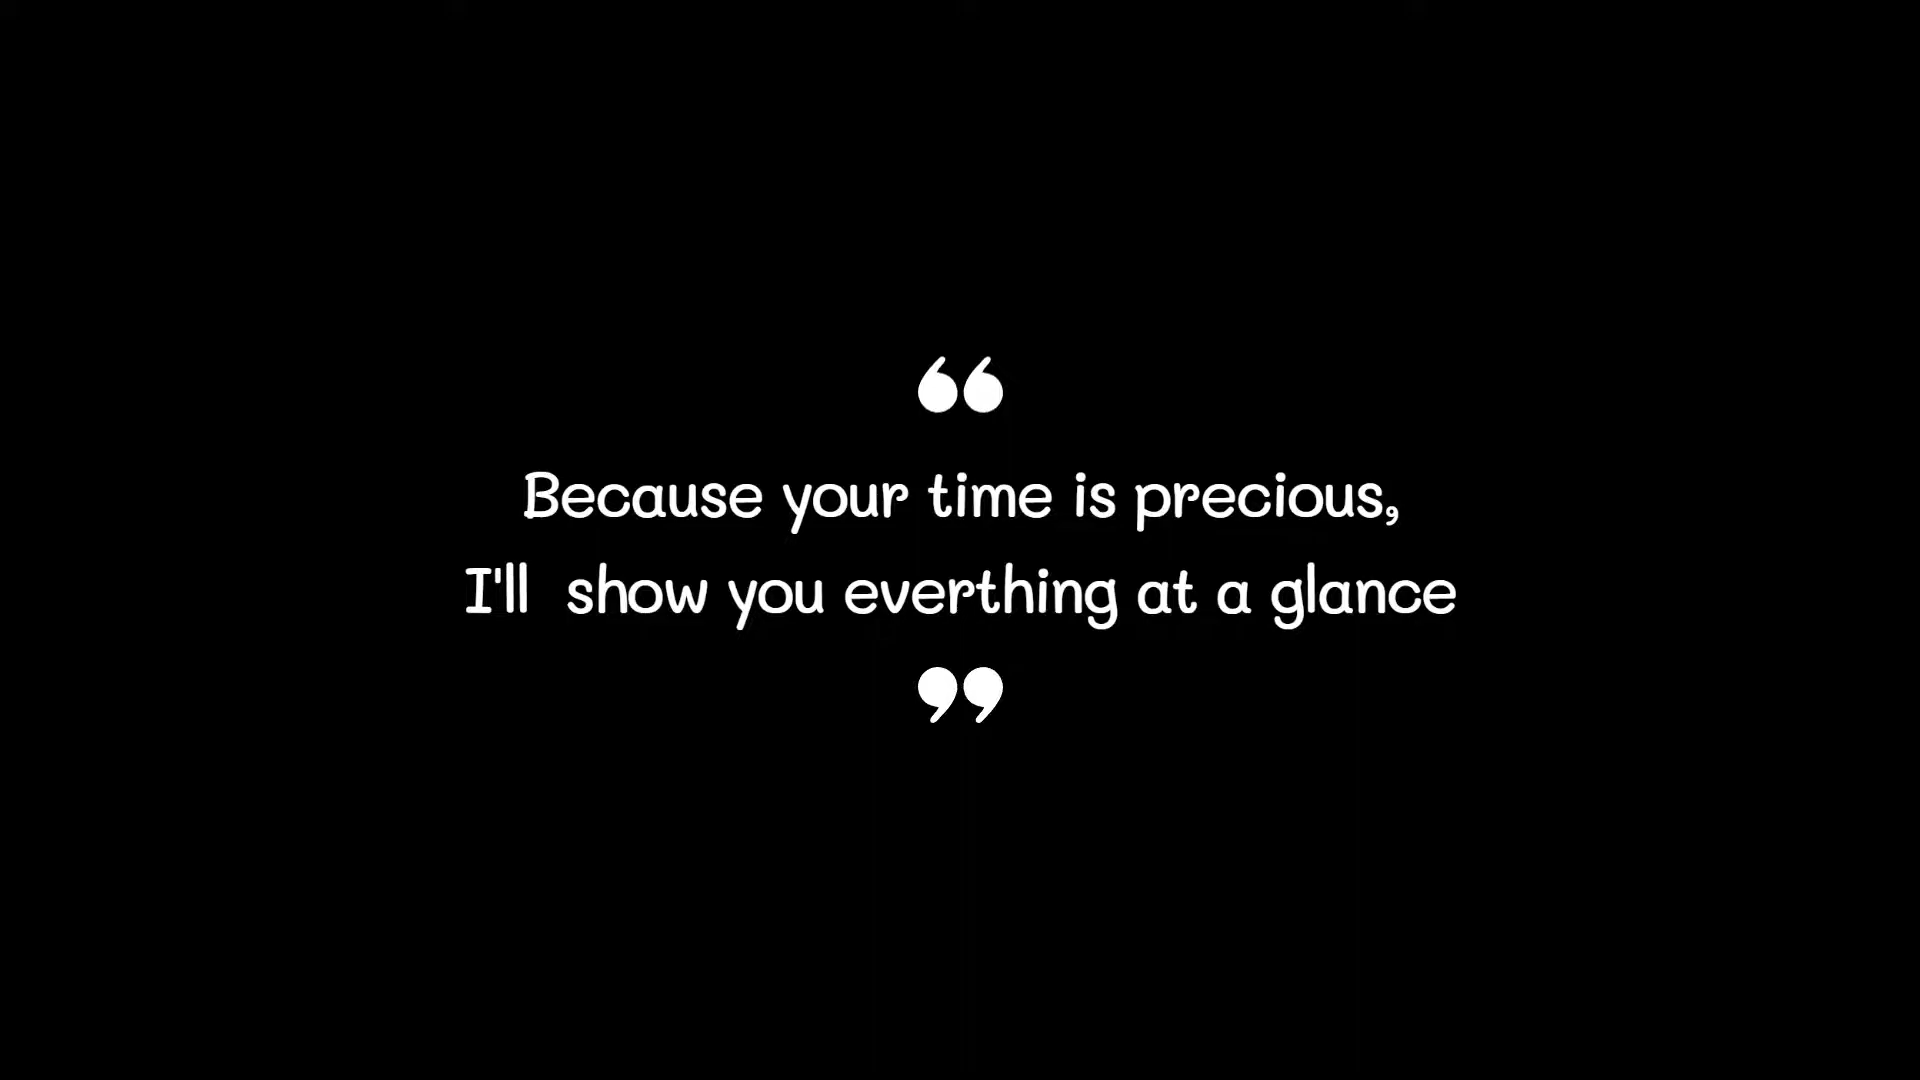 “
Because your time is precious,
I'll  show you everthing at a glance
”